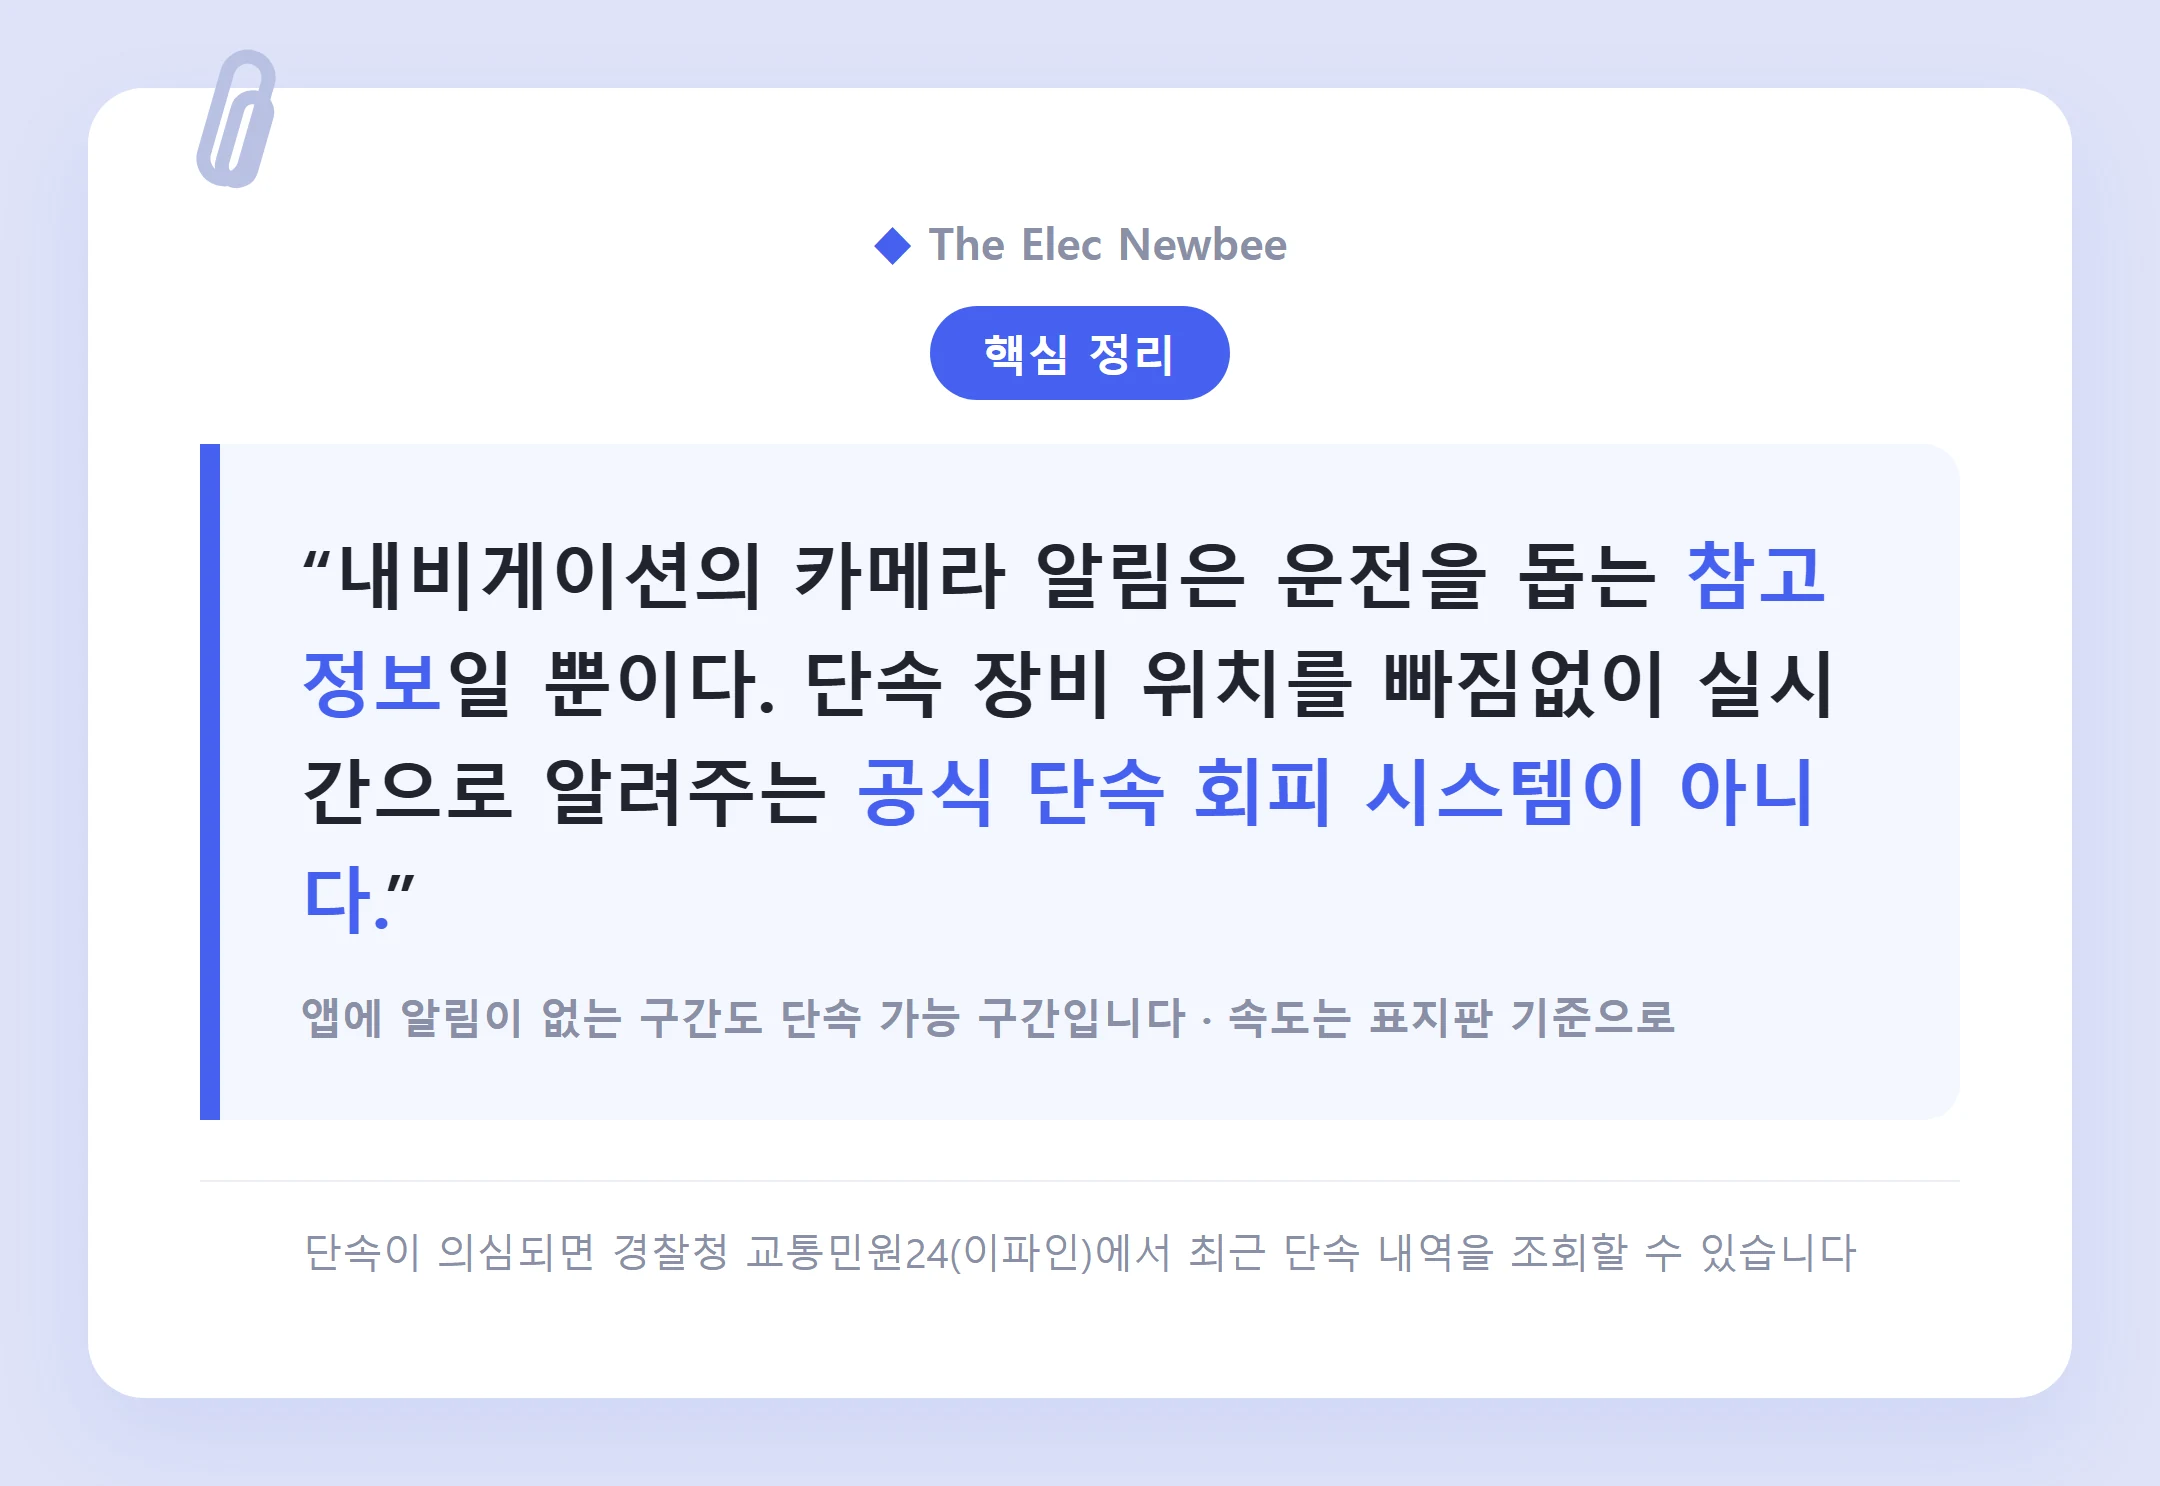 The Elec Newbee
핵심 정리
“내비게이션의 카메라 알림은 운전을 돕는 참고
정보일 뿐이다. 단속 장비 위치를 빠짐없이 실시
간으로 알려주는 공식 단속 회피 시스템이 아니
다.”
앱에 알림이 없는 구간도 단속 가능 구간입니다 · 속도는 표지판 기준으로
단속이 의심되면 경찰청 교통민원24(이파인)에서 최근 단속 내역을 조회할 수 있습니다